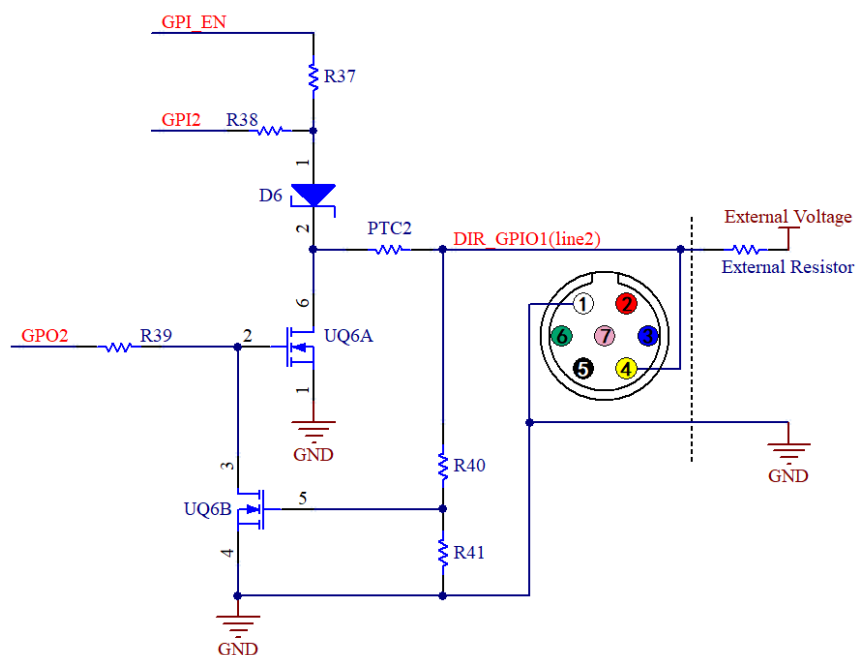 GPI_EN
R37
GPI2
R38
1
D6
2
PTC2
DIR_GPIO1(line2)
External Voltage
External Resistor
6
1
2
GPO2
R39
2
UQ6A
6
7
3
1
5
4
GND
GND
R40
3
UQ6B
5
4
R41
GND